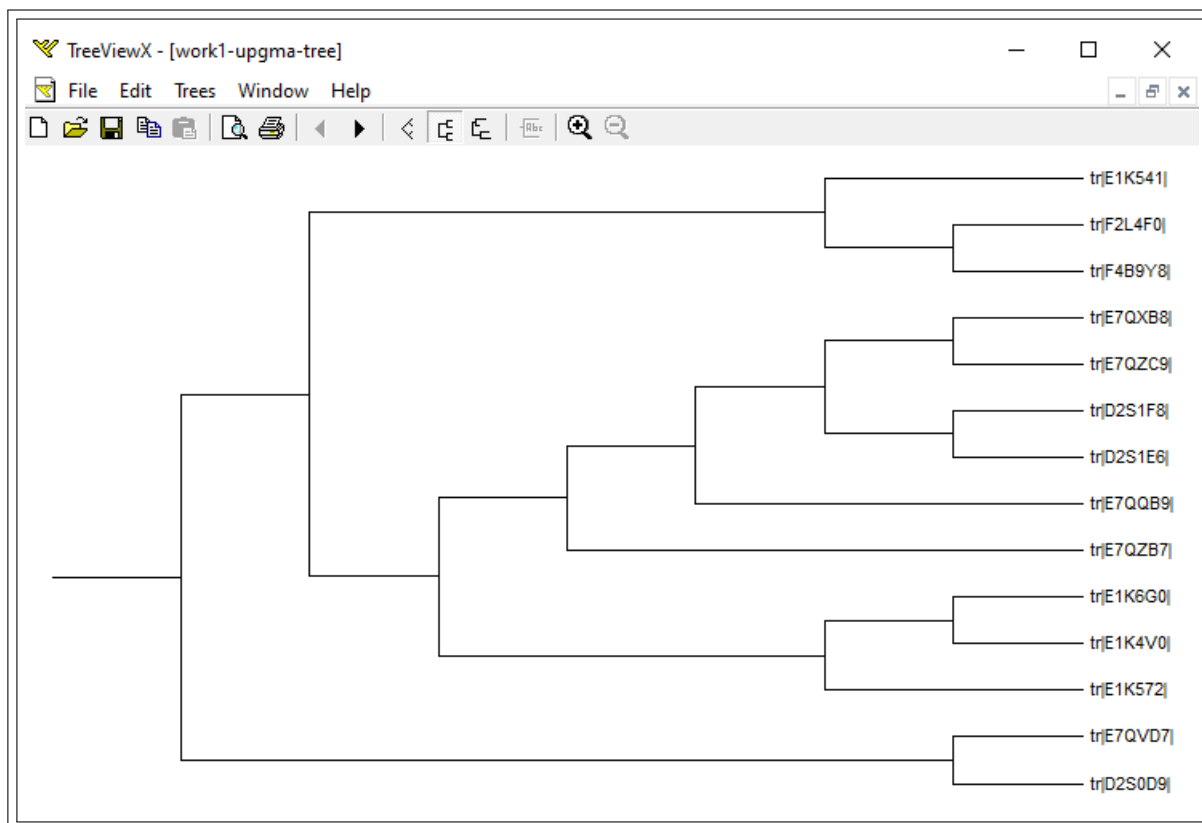 TreeViewX - [work1-upgma-tree]
File Edit Trees Window Help
Abc
tr|E1K541|
tr|F2L4F0|
tr|F4B9Y8|
tr|E7QXB8|
tr|E7QZC9|
tr|D2S1F8|
tr|D2S1E6|
tr|E7QQB9|
tr|E7QZB7|
tr|E1K6G0|
tr|E1K4V0|
tr|E1K572|
tr|E7QVD7|
tr|D2S0D9|